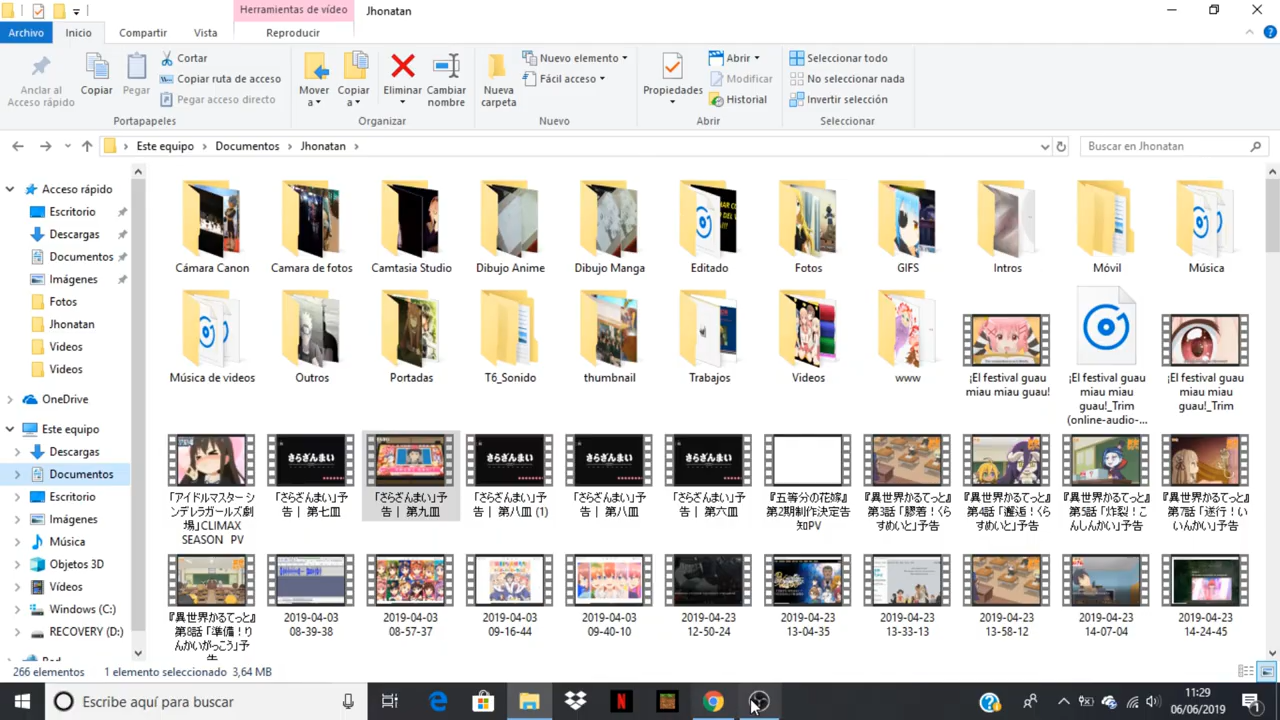 Herramientas de vídeo
Jhonatan
Archivo
Inicio
Compartir
Vista
Reproducir
Anclar al
Acceso rápido
Copiar
Pegar
Cortar
Copiar ruta de acceso
Pegar acceso directo
Portapapeles
Mover
a
Copiar
a
Eliminar
Cambiar
nombre
Organizar
Nueva
carpeta
Nuevo elemento
Fácil acceso
Nuevo
Propiedades
Abrir
Modificar
Historial
Abrir
Seleccionar todo
No seleccionar nada
Invertir selección
Seleccionar
Este equipo > Documentos > Jhonatan >
Buscar en Jhonatan
Acceso rápido
Escritorio
Descargas
Documentos
Imágenes
Fotos
Jhonatan
Videos
Videos
OneDrive
Este equipo
Descargas
Documentos
Escritorio
Imágenes
Música
Objetos 3D
Vídeos
Windows (C:)
RECOVERY (D:)
Cámara Canon
Camara de fotos
Camtasia Studio
Dibujo Anime
Dibujo Manga
Editado
Fotos
GIFS
Intros
Móvil
Música
Música de videos
Outros
Portadas
T6_Sonido
thumbnail
Trabajos
Videos
www
¡El festival guau
miau miau guau!
¡El festival guau
miau miau
guau!_Trim
(online-audio-...
¡El festival guau
miau miau
guau!_Trim
「アイドルマスター シ
ンデレラガールズ劇
場」CLIMAX
SEASON PV
「さらざんまい」予
告｜ 第七皿
「さらざんまい」予
告｜ 第九皿
「さらざんまい」予
告｜ 第八皿 (1)
「さらざんまい」予
告｜ 第八皿
「さらざんまい」予
告｜ 第六皿
『五等分の花嫁』
第2期制作決定告
知PV
『異世界かるてっと』
第3話「膠着！くら
すめいと」予告
『異世界かるてっと』
第4話「邂逅！く
らすめいと」予告
『異世界かるてっと』
第5話「炸裂！こ
んしんかい」予告
『異世界かるてっと』
第7話「遂行！い
いんかい」予告
『異世界かるてっと』
第8話「準備！り
んかいがっこう」予
告
2019-04-03
08-39-38
2019-04-03
08-57-37
2019-04-03
09-16-44
2019-04-03
09-40-10
2019-04-23
12-50-24
2019-04-23
13-04-35
2019-04-23
13-33-13
2019-04-23
13-58-12
2019-04-23
14-07-04
2019-04-23
14-24-45
266 elementos
1 elemento seleccionado 3,64 MB
Escribe aquí para buscar
11:29
06/06/2019